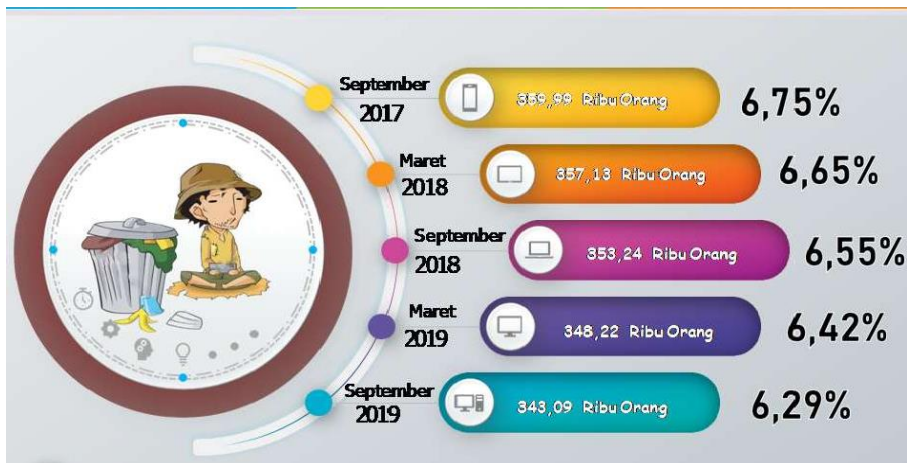 September
2017
359,99 Ribu Orang
6,75%
Maret
2018
357,13 Ribu Orang
6,65%
September
2018
353,24 Ribu Orang
6,55%
Maret
2019
348,22 Ribu Orang
6,42%
September
2019
343,09 Ribu Orang
6,29%